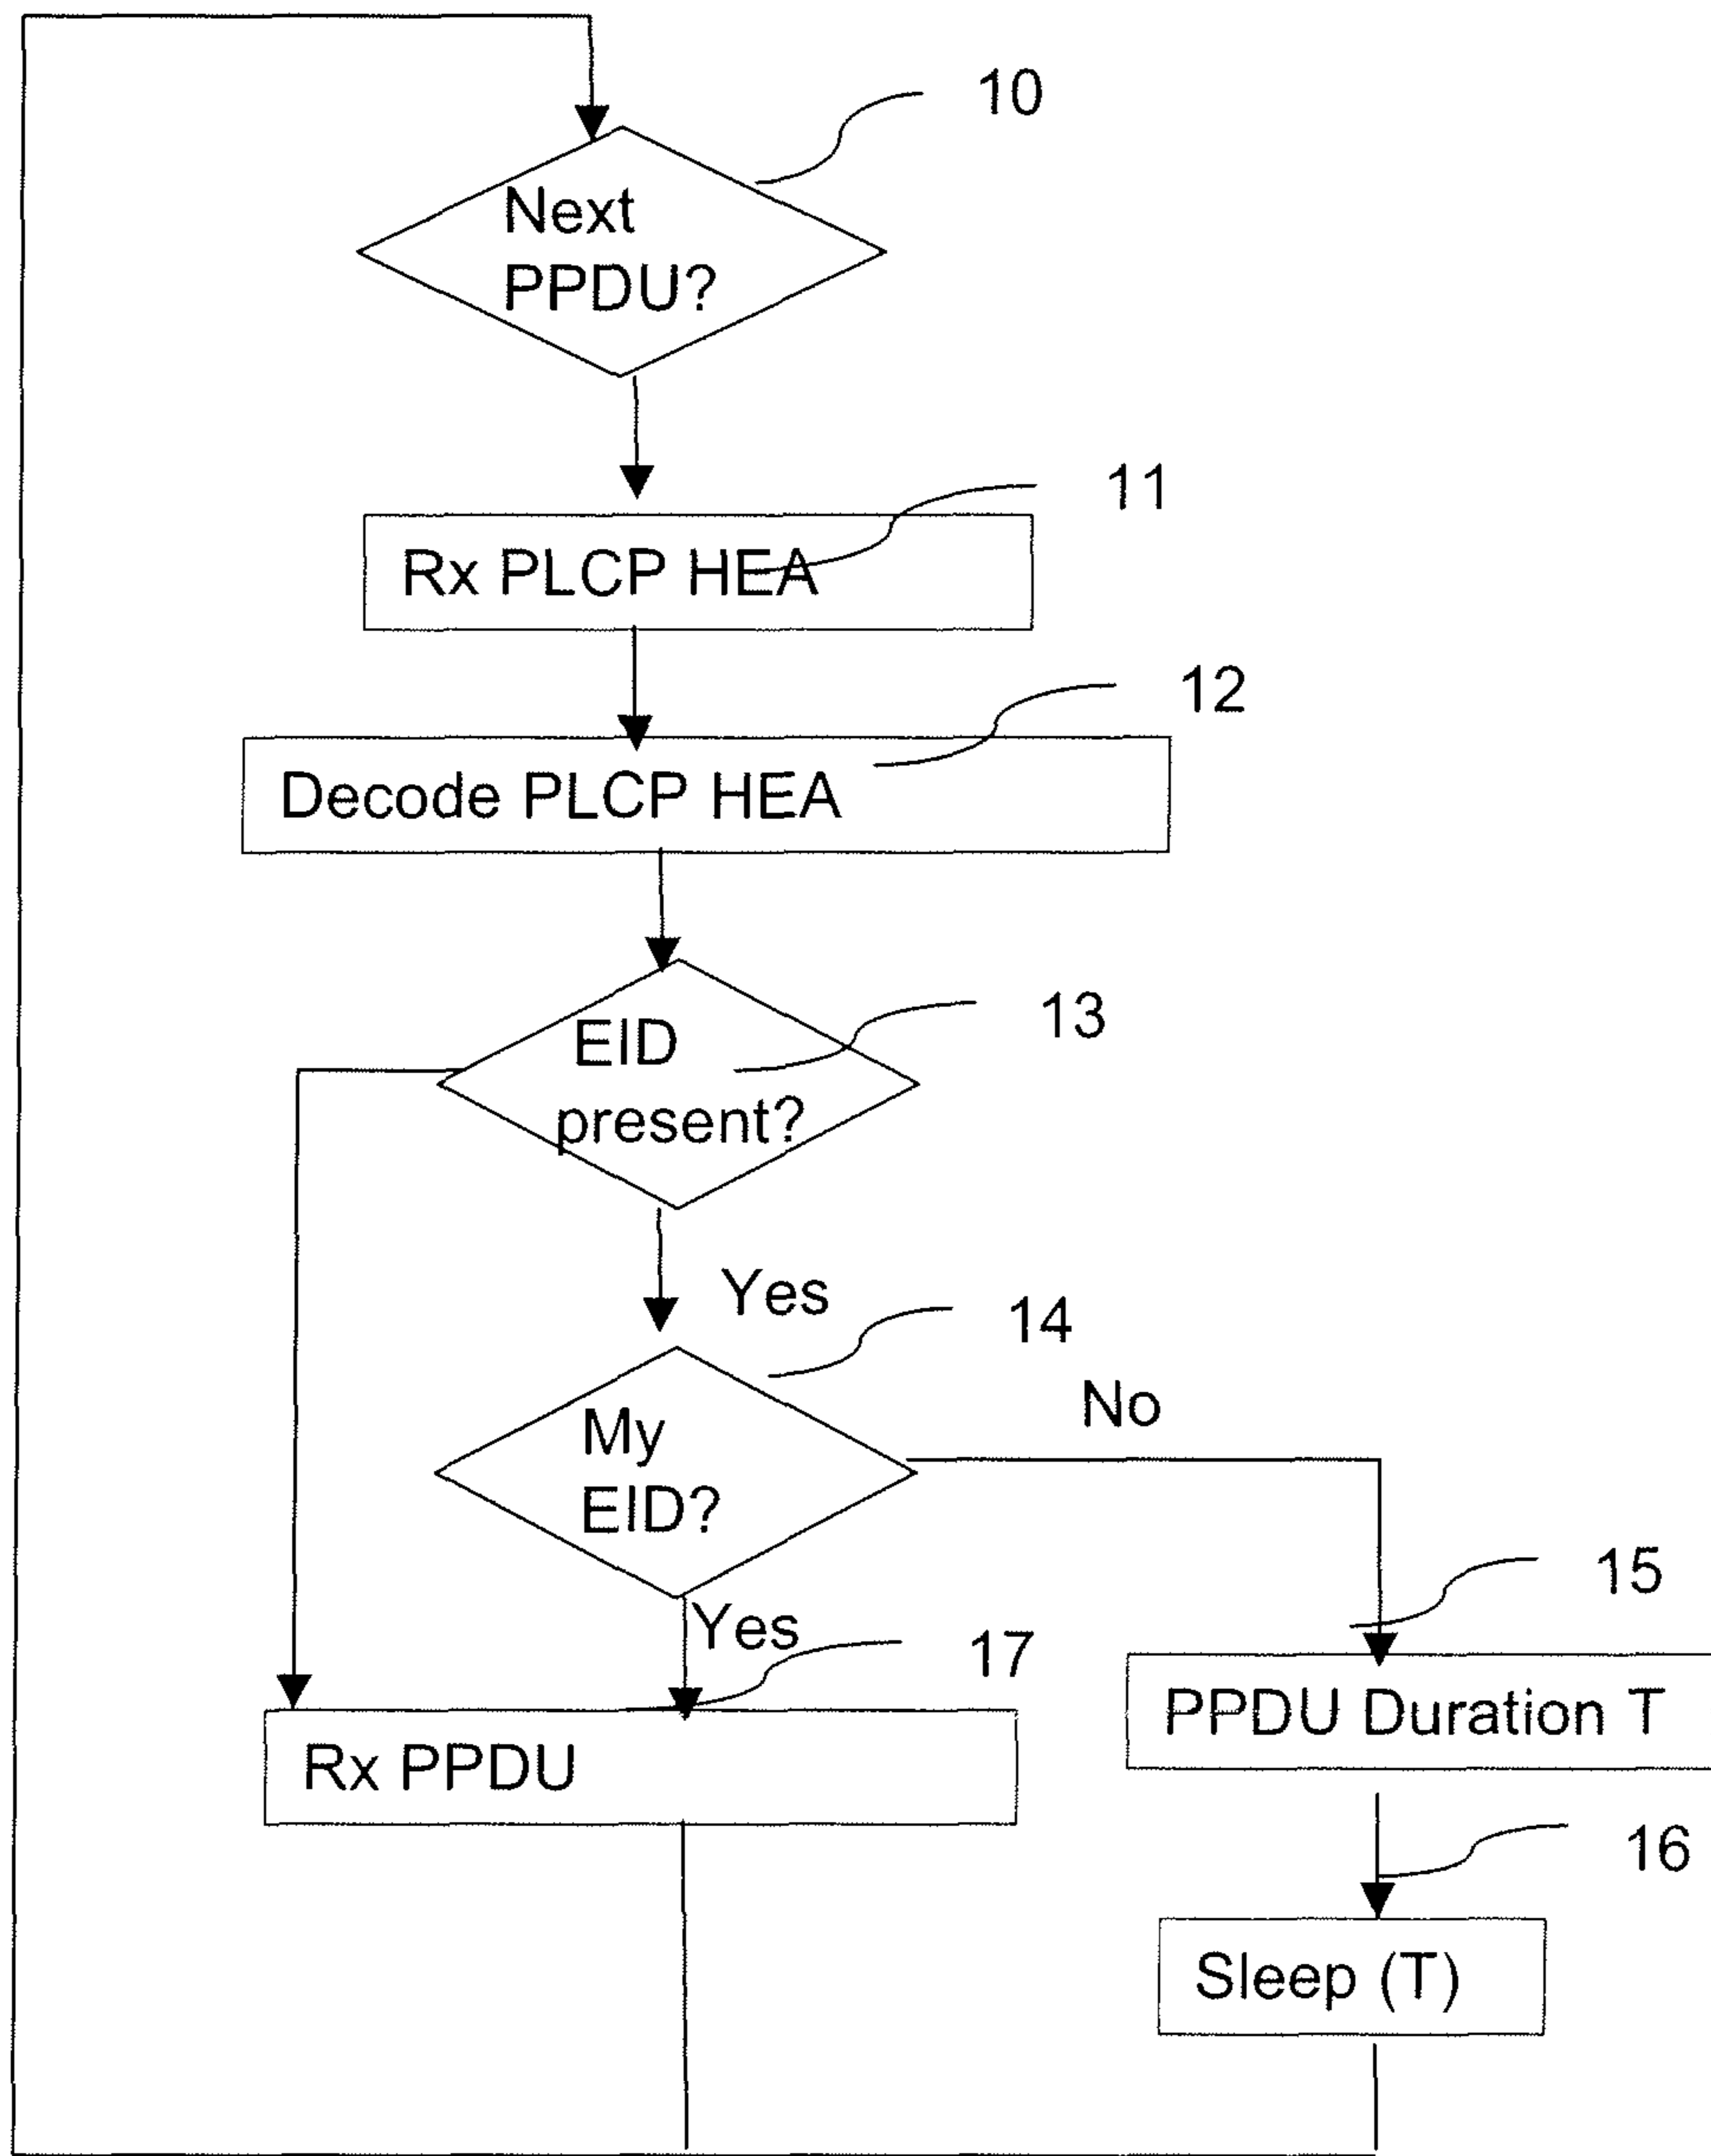 10
Next
PPDU?
11
Rx PLCP HEA
12
Decode PLCP HEA
13
EID
present?
Yes
14
My
EID?
No
15
Yes
17
PPDU Duration T
Rx PPDU
16
Sleep (T)